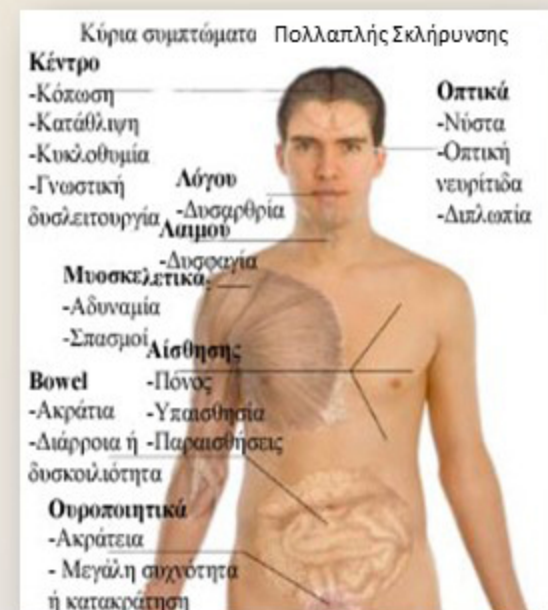 Κύρια συμπτώματα Πολλαπλής Σκλήρυνσης
Κέντρο
-Κόπωση
-Κατάθλιψη
-Κυκλοθυμία
-Γνωστική
δυσλειτουργία
Οπτικά
-Νύστα
-Οπτική
νευρίτιδα
-Διπλωπία
Λόγου
-Δυσαρθρία
Λαιμού
-Δυσφαγία
Μυοσκελετικά:
-Αδυναμία
-Σπασμοί
Αίσθησης
-Πόνος
-Υπαισθησία
-Παραισθήσεις
Bowel
-Ακράτια
-Διάρροια ή
δυσκοιλιότητα
Ουροποιητικά
-Ακράτεια
- Μεγάλη συχνότητα
ή κατακράτηση